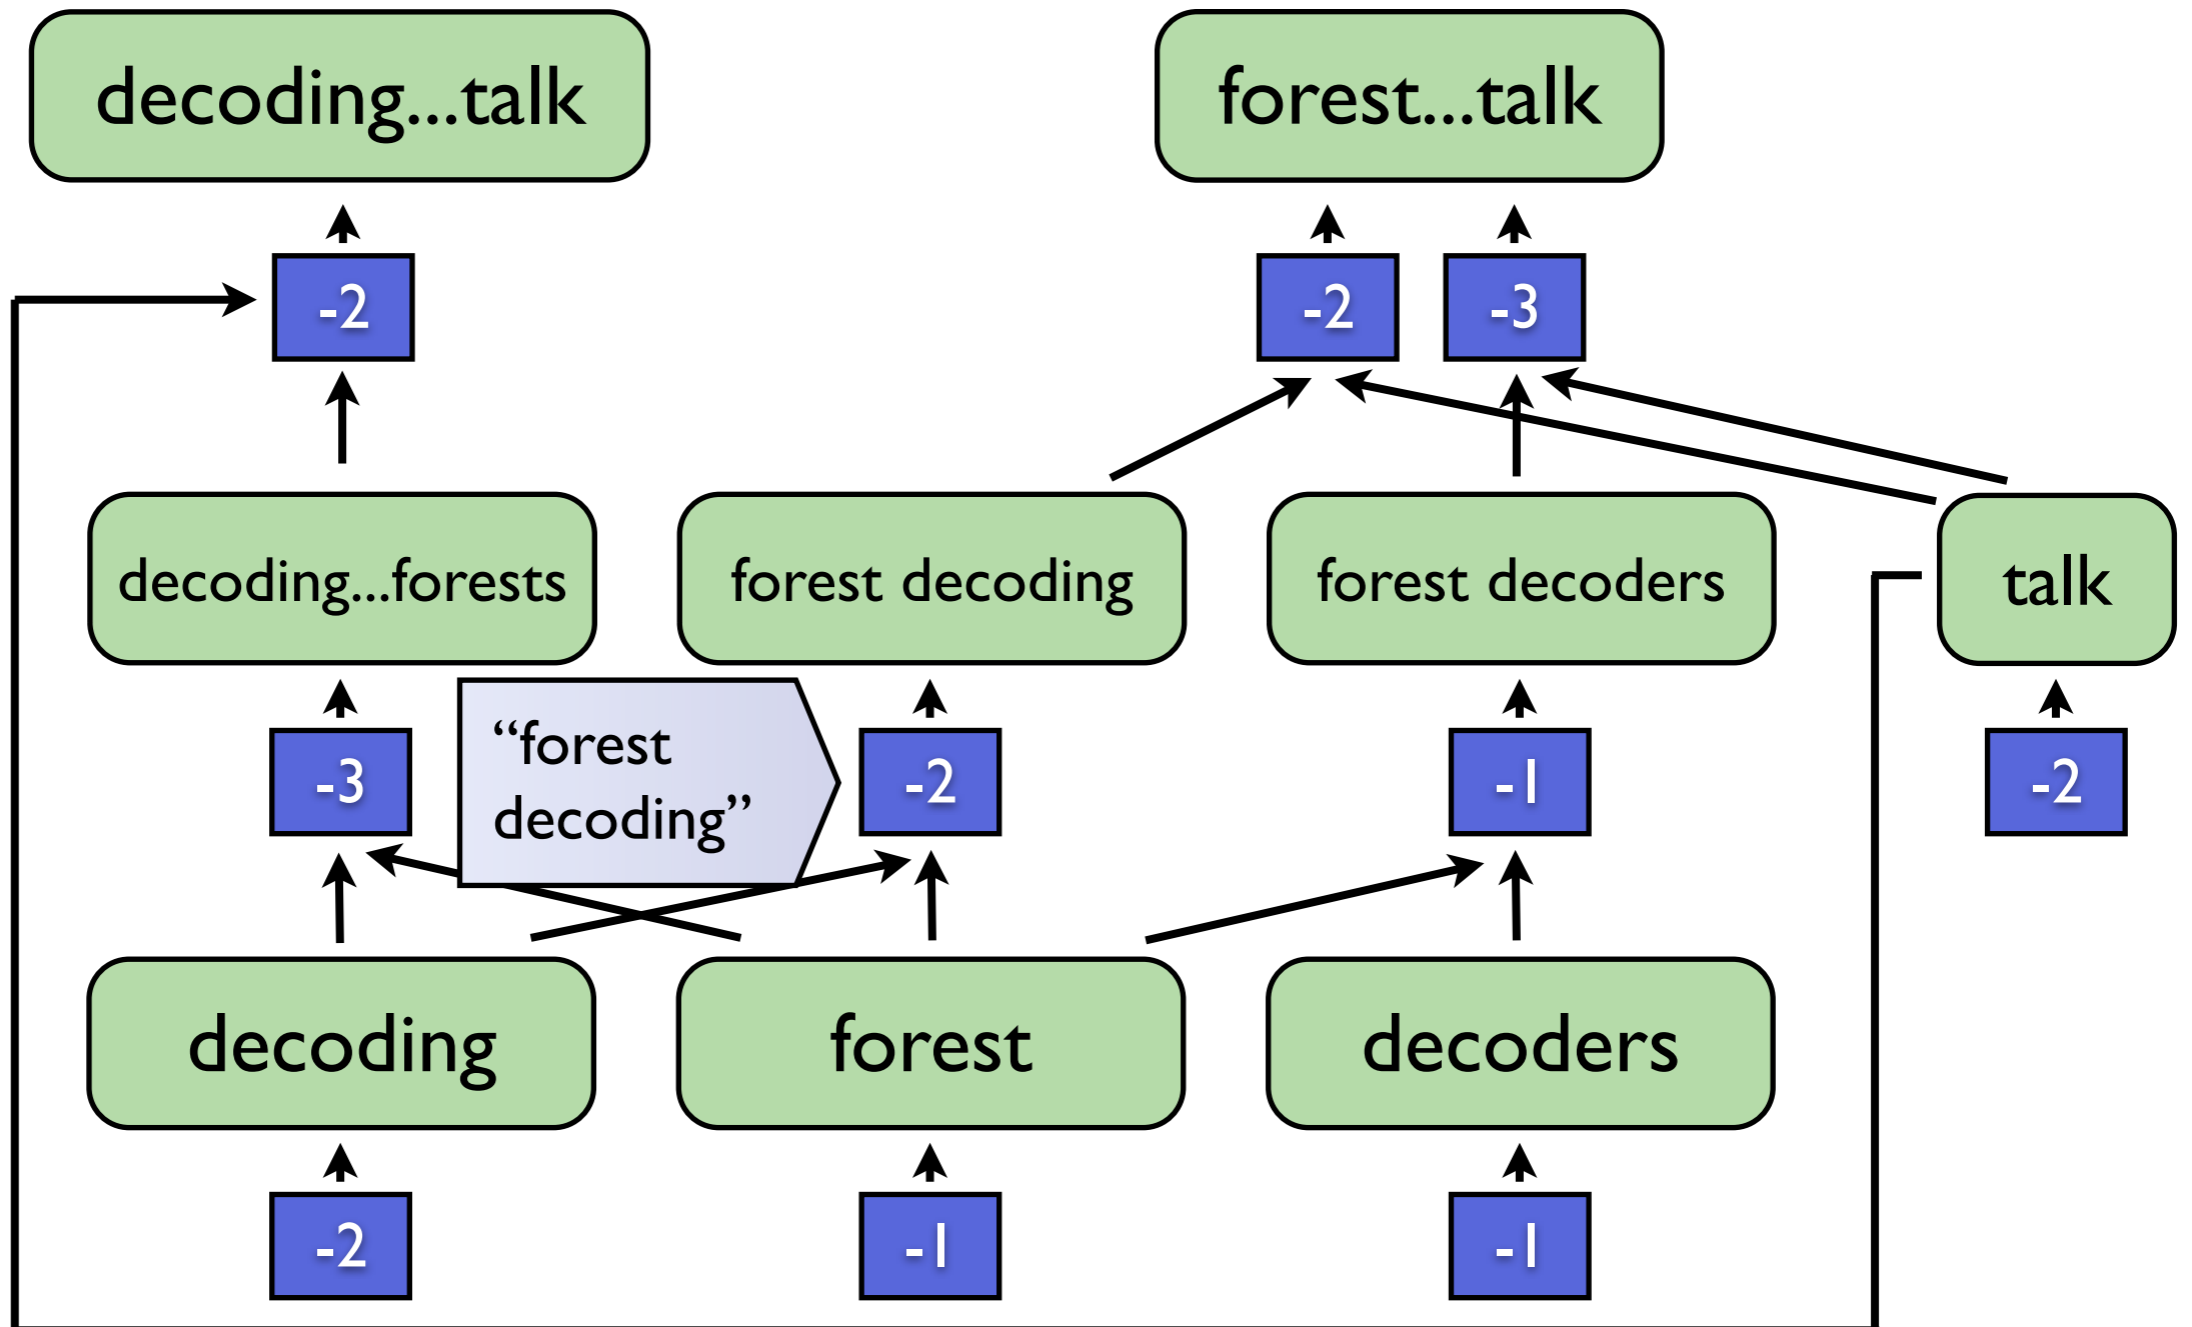 decoding...talk
forest...talk
-2
-2
-3
decoding...forests
forest decoding
forest decoders
talk
“forest
decoding”
-3
-2
-1
-2
decoding
forest
decoders
-2
-1
-1